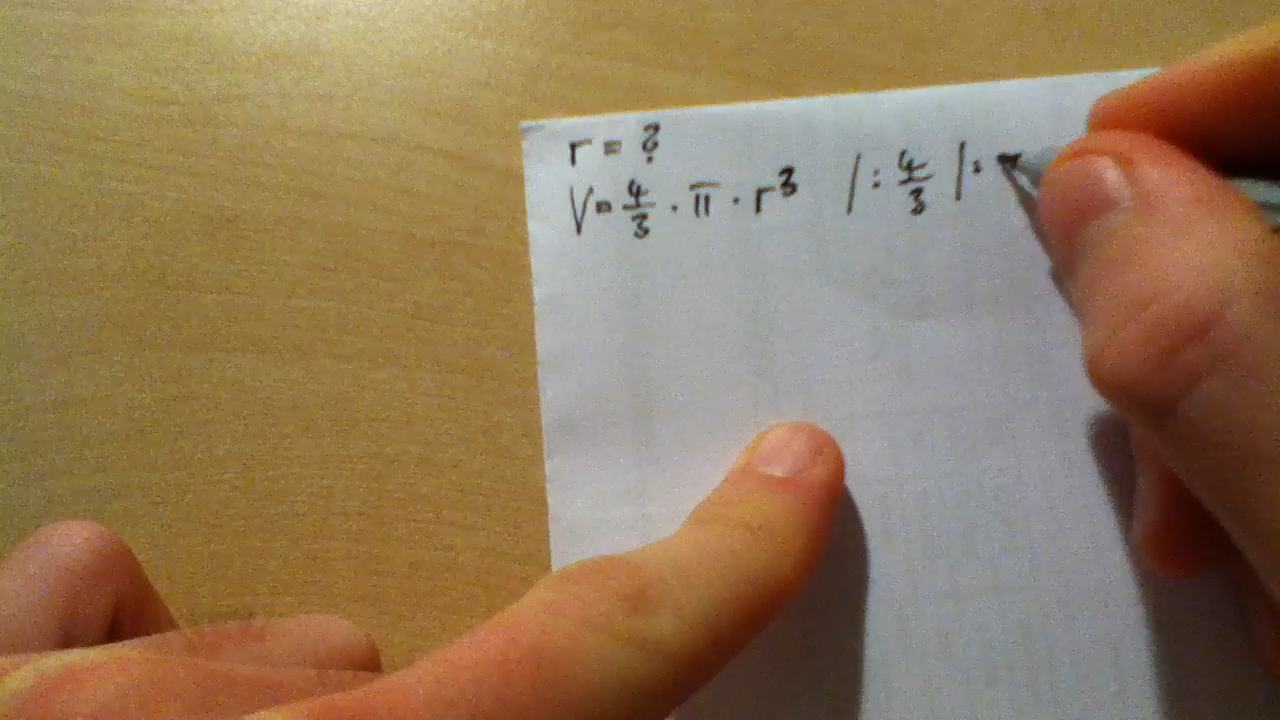 r = ?
V = 4/3 · π · r³ | : 4/3 | :